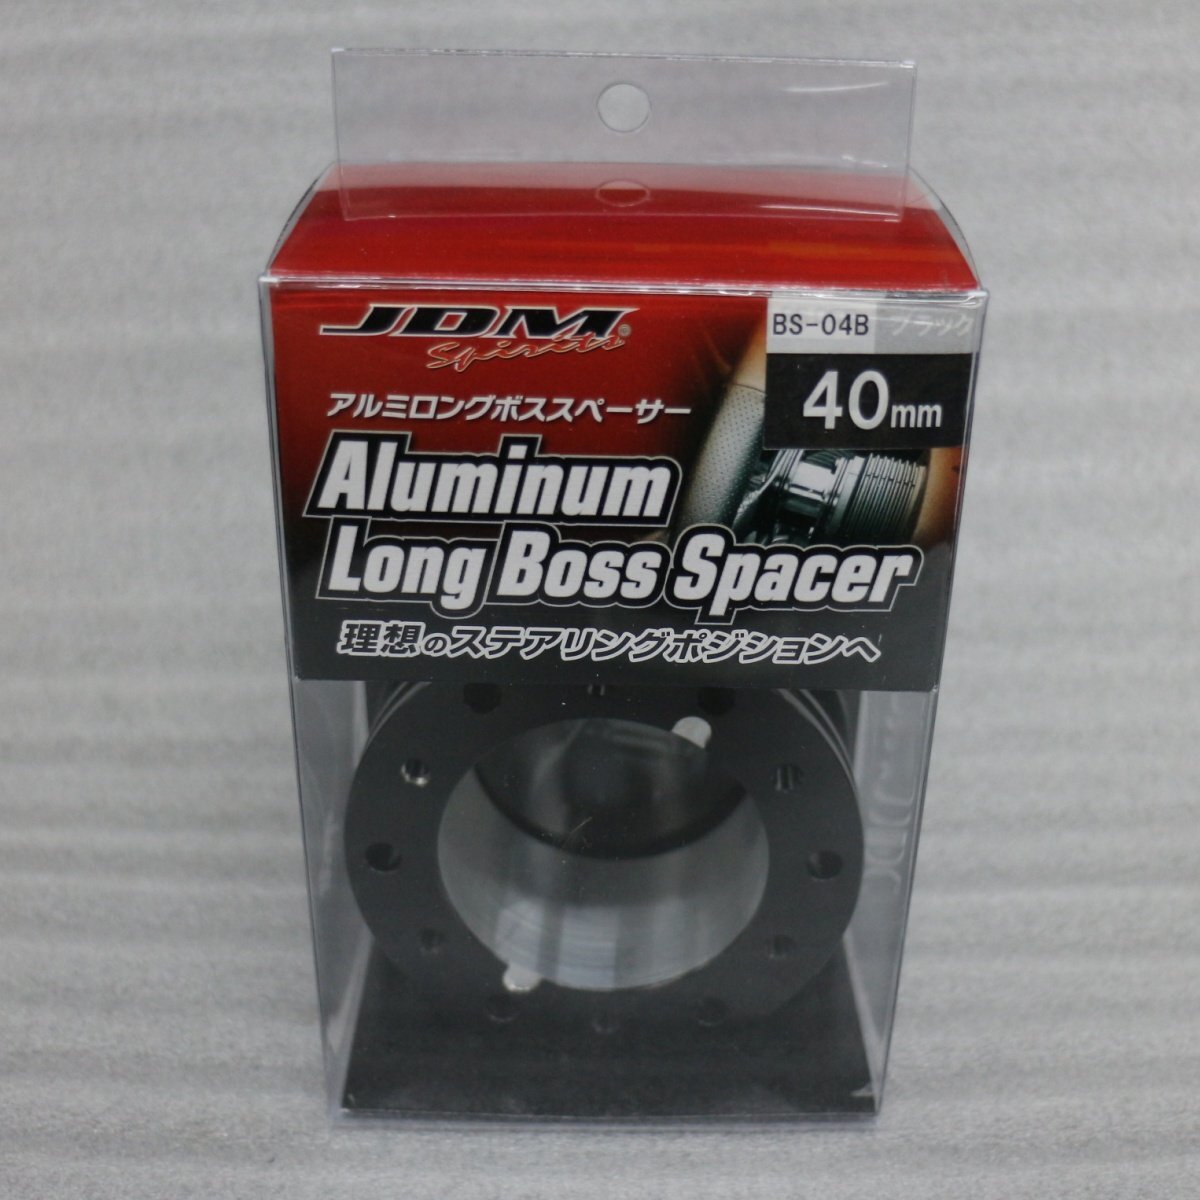 JDM
Spirits®
BS-04B ブラック
40mm
アルミロングボススペーサー
Aluminum
Long Boss Spacer
理想のステアリングポジションへ